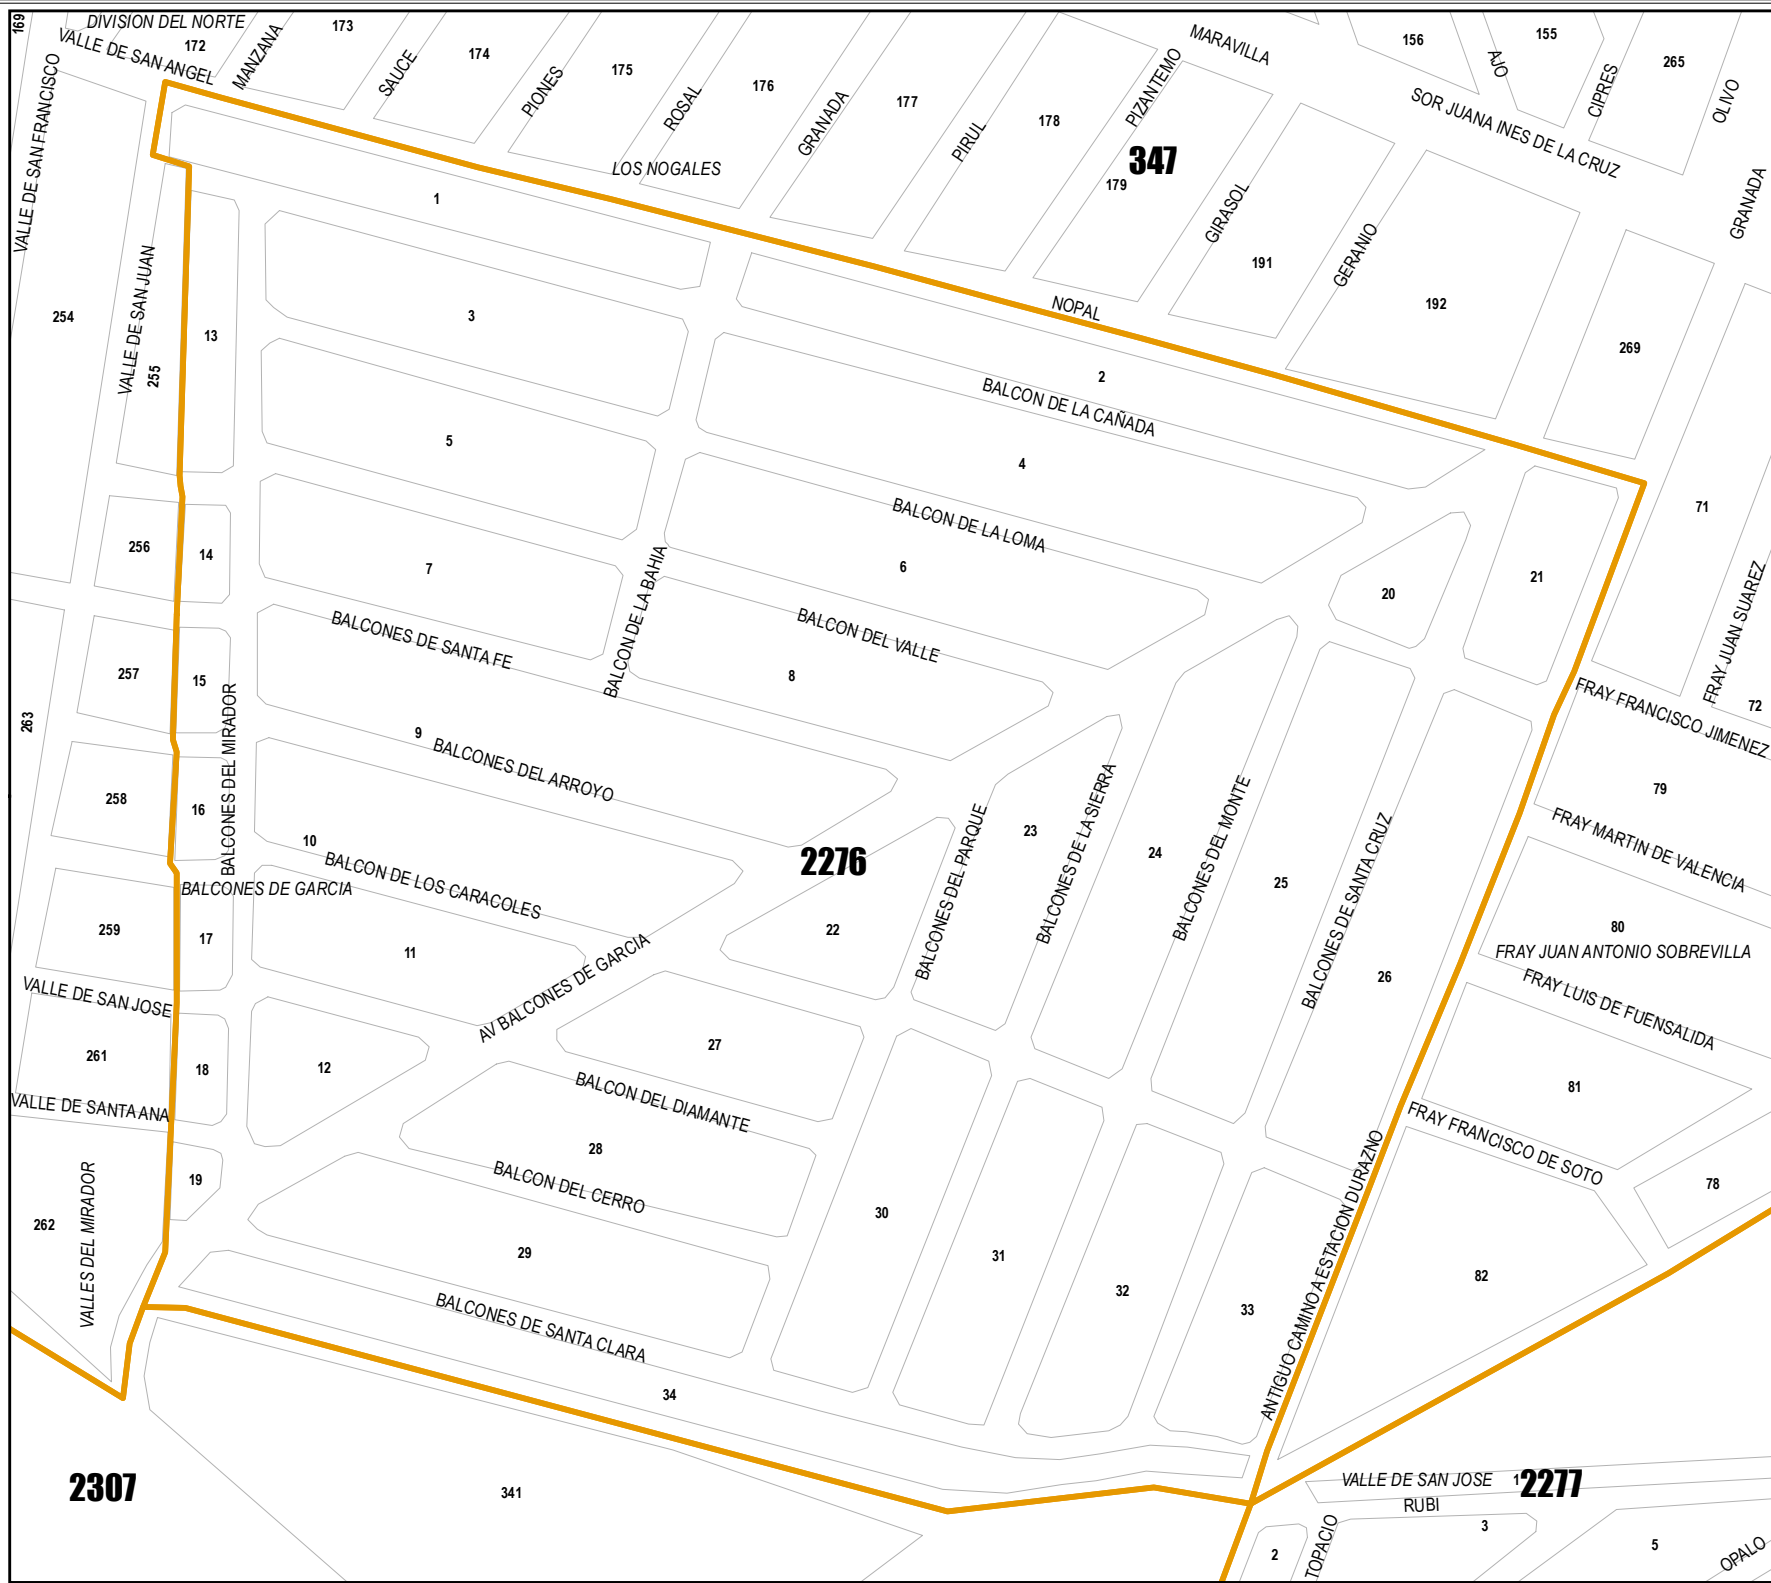 169
DIVISION DEL NORTE
VALLE DE SAN ANGEL
172
MANZANA
173
SAUCE
174
PIONES
175
ROSAL
176
GRANADA
177
PIRUL
178
PIZANTEMO
MARAVILLA
156
AJO
155
CIPRES
265
OLIVO
SOR JUANA INES DE LA CRUZ
GRANADA
347
179
GIRASOL
191
GERANIO
192
269
LOS NOGALES
NOPAL
VALLE DE SAN FRANCISCO
254
VALLE DE SAN JUAN
255
13
1
3
2
BALCON DE LA CAÑADA
5
4
71
BALCON DE LA LOMA
256
14
7
6
BALCON DE LA BAHIA
20
21
FRAY JUAN SUAREZ
BALCONES DE SANTA FE
BALCON DEL VALLE
257
15
8
FRAY FRANCISCO JIMENEZ
72
263
BALCONES DEL MIRADOR
9
BALCONES DEL ARROYO
258
16
79
FRAY MARTIN DE VALENCIA
10
BALCON DE LOS CARACOLES
2276
BALCONES DEL PARQUE
23
BALCONES DE LA SIERRA
24
BALCONES DEL MONTE
25
BALCONES DE SANTA CRUZ
BALCONES DE GARCIA
259
17
11
22
80
FRAY JUAN ANTONIO SOBREVILLA
26
FRAY LUIS DE FUENSALIDA
VALLE DE SAN JOSE
AV BALCONES DE GARCIA
261
18
12
27
81
BALCON DEL DIAMANTE
VALLE DE SANTA ANA
FRAY FRANCISCO DE SOTO
28
BALCON DEL CERRO
19
78
262
VALLES DEL MIRADOR
29
30
31
32
33
ANTIGUO CAMINO A ESTACION DURAZNO
82
BALCONES DE SANTA CLARA
34
2307
341
VALLE DE SAN JOSE
1
2277
RUBI
TOPACIO
2
3
5
OPALO